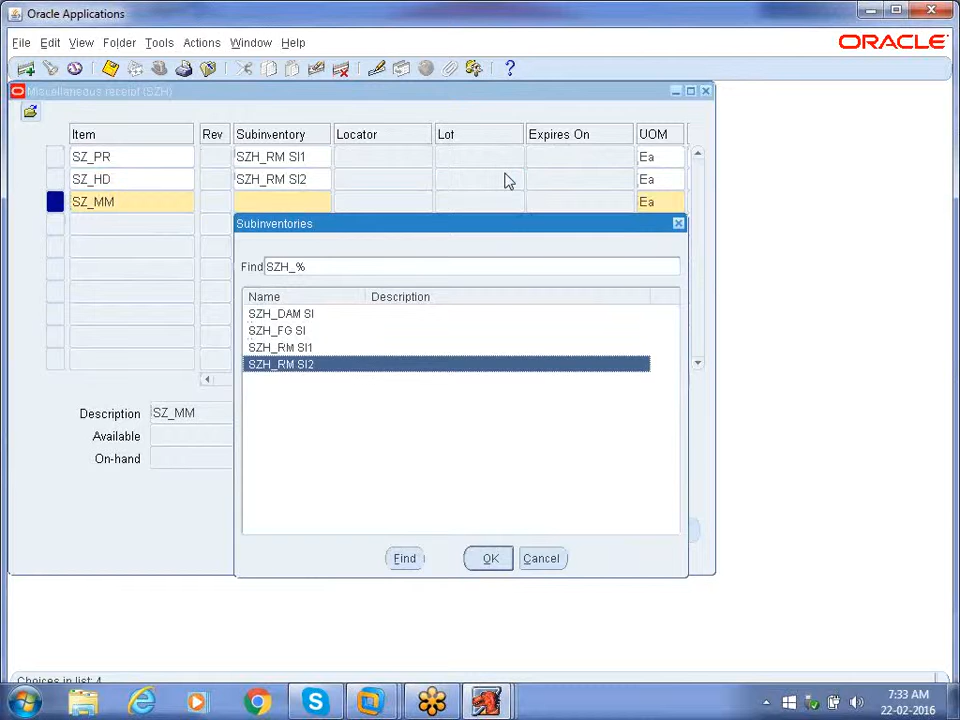 Oracle Applications
File Edit View Folder Tools Actions Window Help
ORACLE
Miscellaneous receipt (SZH)
Item Rev Subinventory Locator Lot Expires On UOM
SZ_PR SZH_RM SI1 Ea
SZ_HD SZH_RM SI2 Ea
SZ_MM Ea
Subinventories
Find SZH_%
Name Description
SZH_DAM SI
SZH_FG SI
SZH_RM SI1
SZH_RM SI2
Description SZ_MM
Available
On-hand
Find OK Cancel
Choices in list: 4
7:33 AM
22-02-2016